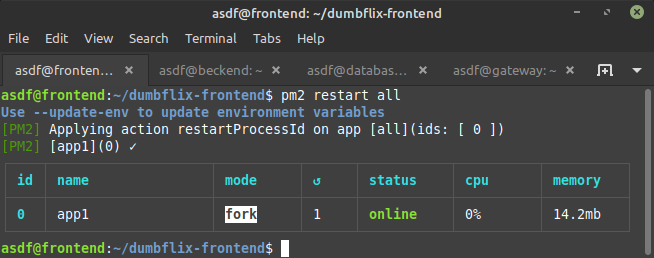 asdf@frontend: ~/dumbflix-frontend
File Edit View Search Terminal Tabs Help
asdf@fronten... × asdf@beckend: ~ × asdf@databas... × asdf@gateway: ~ ×
asdf@frontend:~/dumbflix-frontend$ pm2 restart all
Use --update-env to update environment variables
[PM2] Applying action restartProcessId on app [all](ids: [ 0 ])
[PM2] [app1](0) ✓
id name mode ↺ status cpu memory
0 app1 fork 1 online 0% 14.2mb
asdf@frontend:~/dumbflix-frontend$